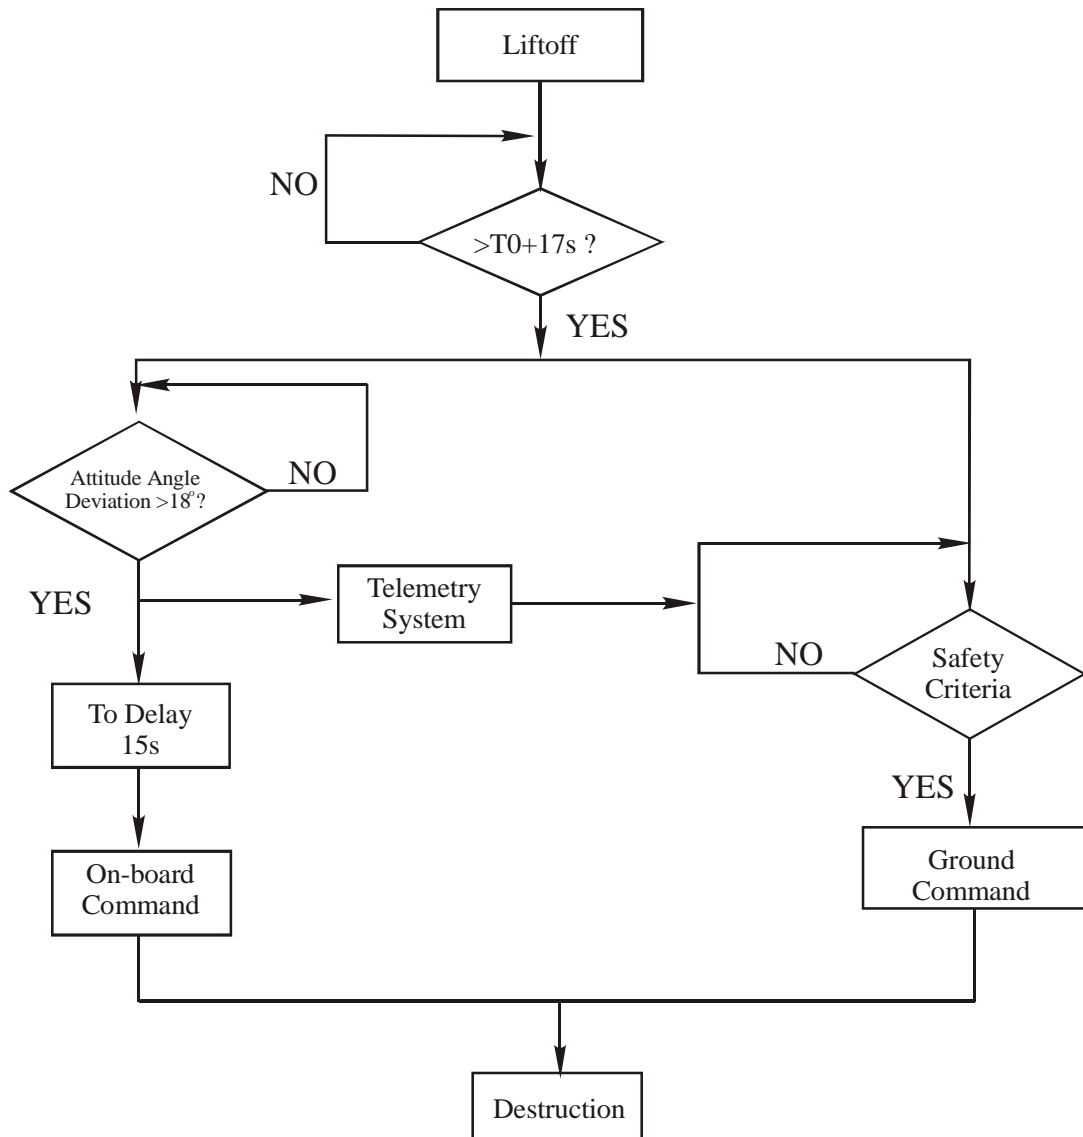 Liftoff
NO
>T0+17s ?
YES
NO
Attitude Angle
Deviation >18°?
YES
Telemetry
System
NO
Safety
Criteria
To Delay
15s
YES
On-board
Command
Ground
Command
Destruction